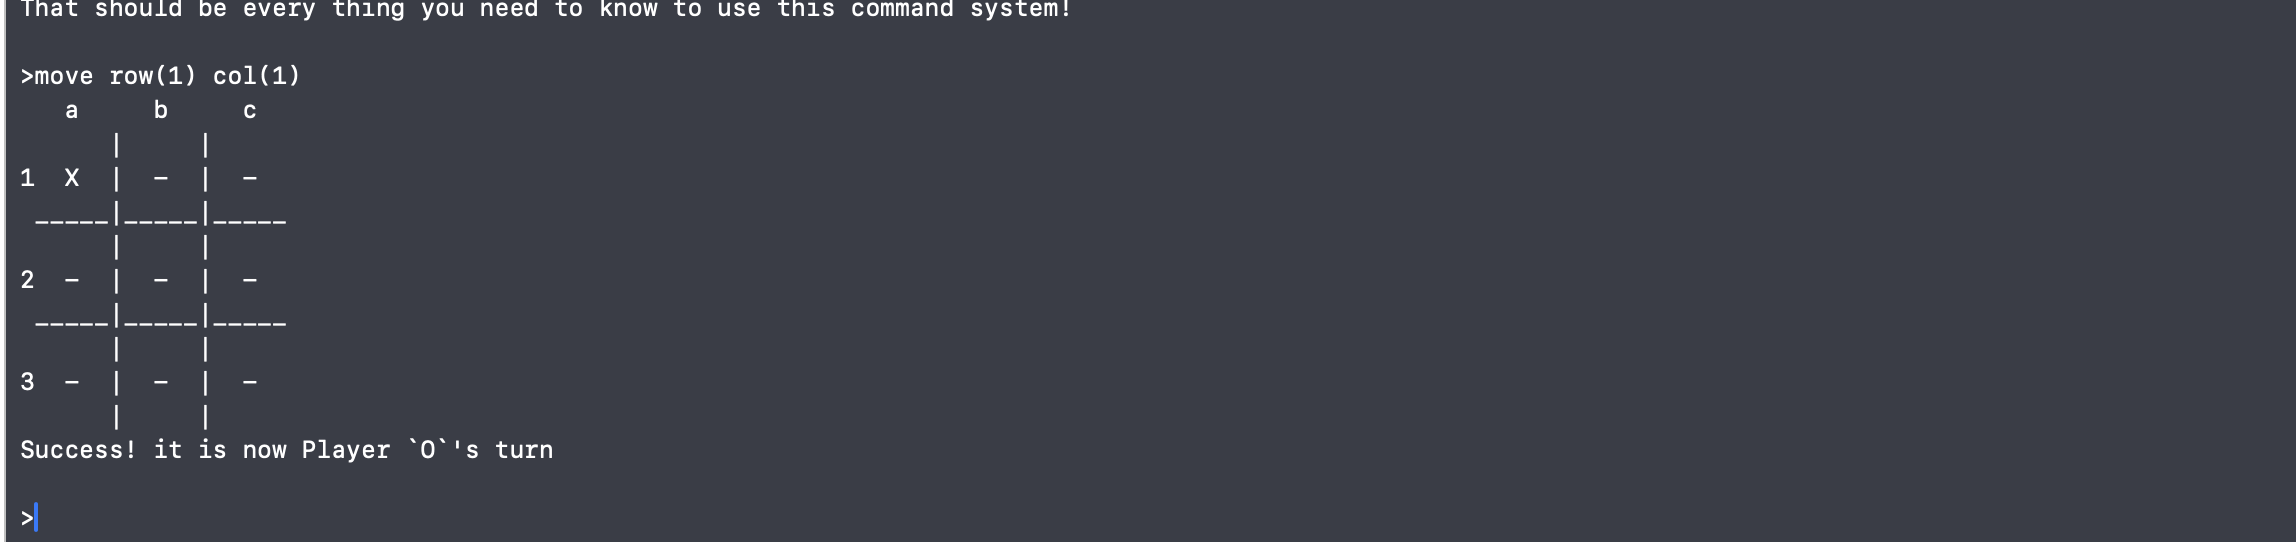 That should be every thing you need to know to use this command system!
>move row(1) col(1)
   a     b     c
      |     |
1  X  |  –  |  –
 _____|_____|_____
      |     |
2  –  |  –  |  –
 _____|_____|_____
      |     |
3  –  |  –  |  –
      |     |
Success! it is now Player `O`'s turn
>